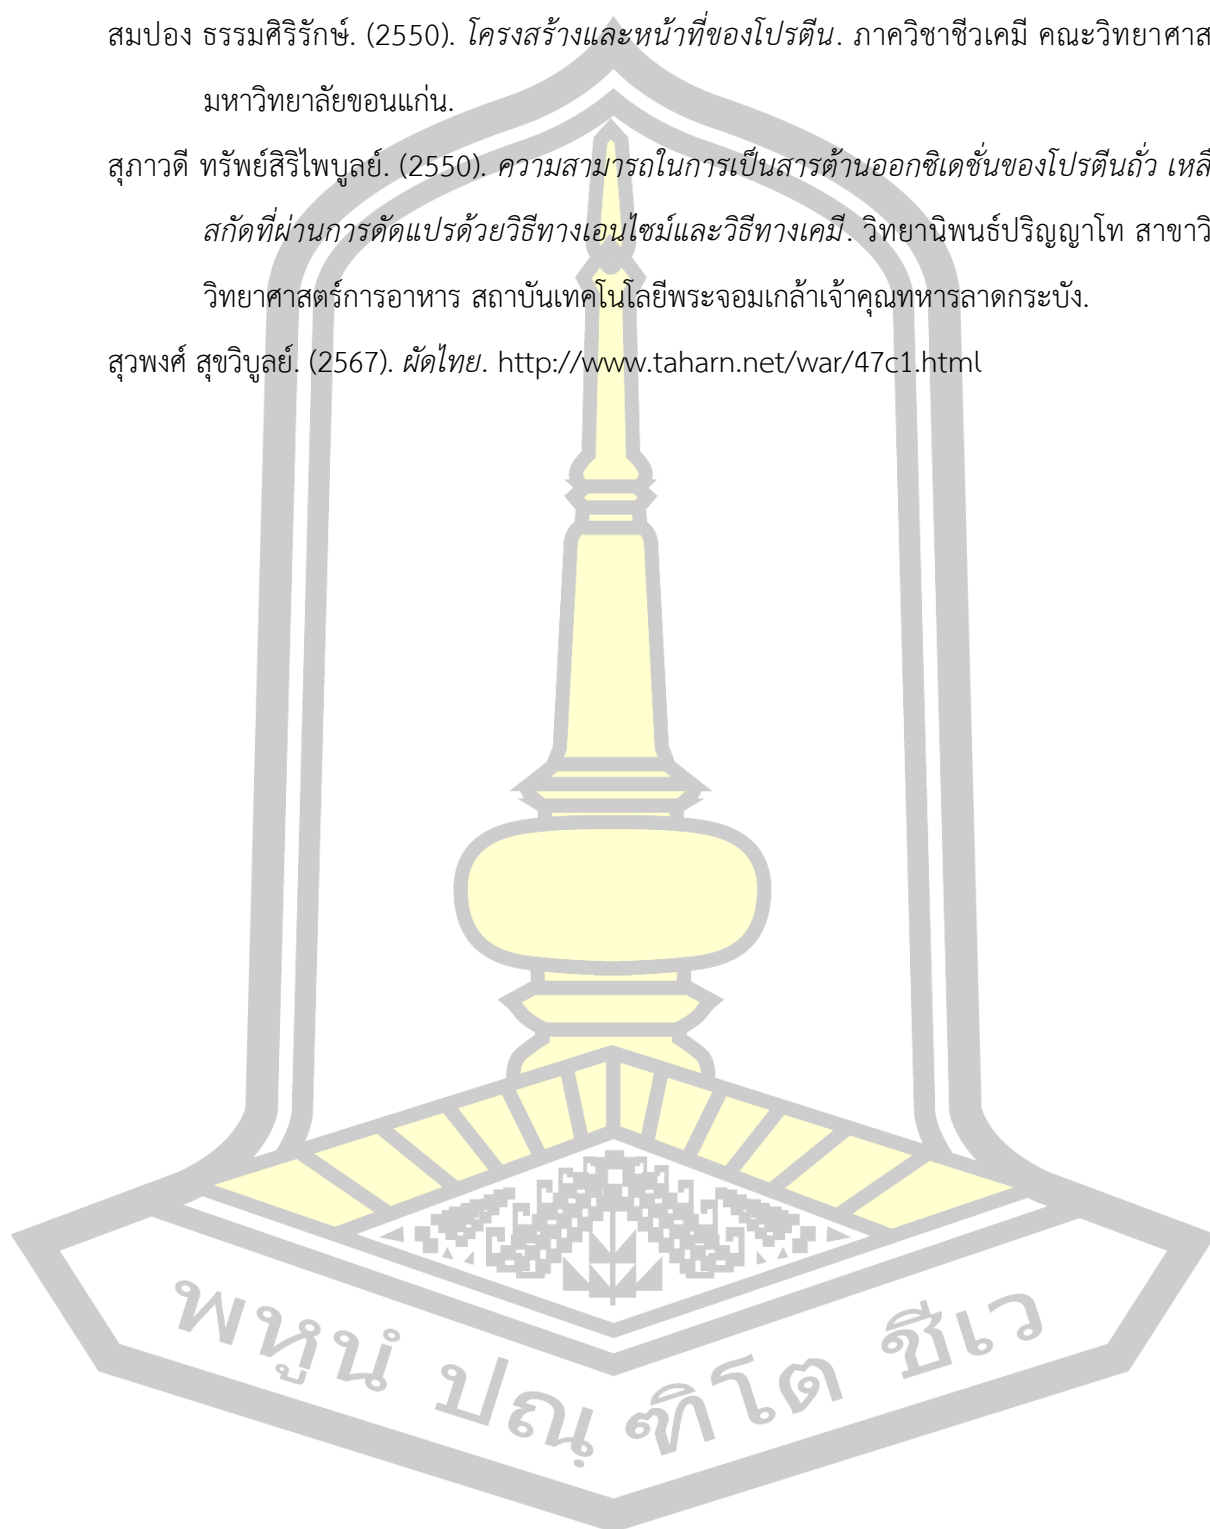 สมปอง ธรรมศิริรักษ์. (2550). โครงสร้างและหน้าที่ของโปรตีน. ภาควิชาชีวเคมี คณะวิทยาศาส
มหาวิทยาลัยขอนแก่น.
สุภาวดี ทรัพย์สิริไพบูลย์. (2550). ความสามารถในการเป็นสารต้านออกซิเดชั่นของโปรตีนถั่ว เหลื
สกัดที่ผ่านการดัดแปรด้วยวิธีทางเอนไซม์และวิธีทางเคมี. วิทยานิพนธ์ปริญญาโท สาขาวิ
วิทยาศาสตร์การอาหาร สถาบันเทคโนโลยีพระจอมเกล้าเจ้าคุณทหารลาดกระบัง.
สุวพงศ์ สุขวิบูลย์. (2567). ผัดไทย. http://www.taharn.net/war/47c1.html
พหูนํ ปณฺ ฑิโต ชีเว